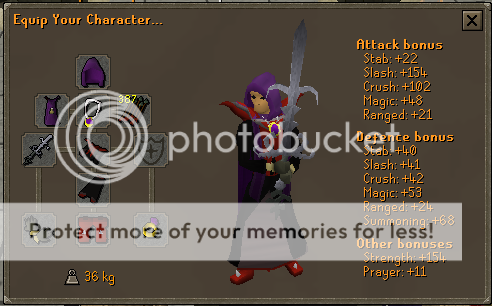 Equip Your Character...
387
36 kg
Attack bonus
Stab: +22
Slash: +154
Crush: +102
Magic: +48
Ranged: +21
Defence bonus
Stab: +40
Slash: +41
Crush: +42
Magic: +53
Ranged: +24
Summoning: +68
Other bonuses
Strength: +154
Prayer: +11
photobucket
Protect more of your memories for less!